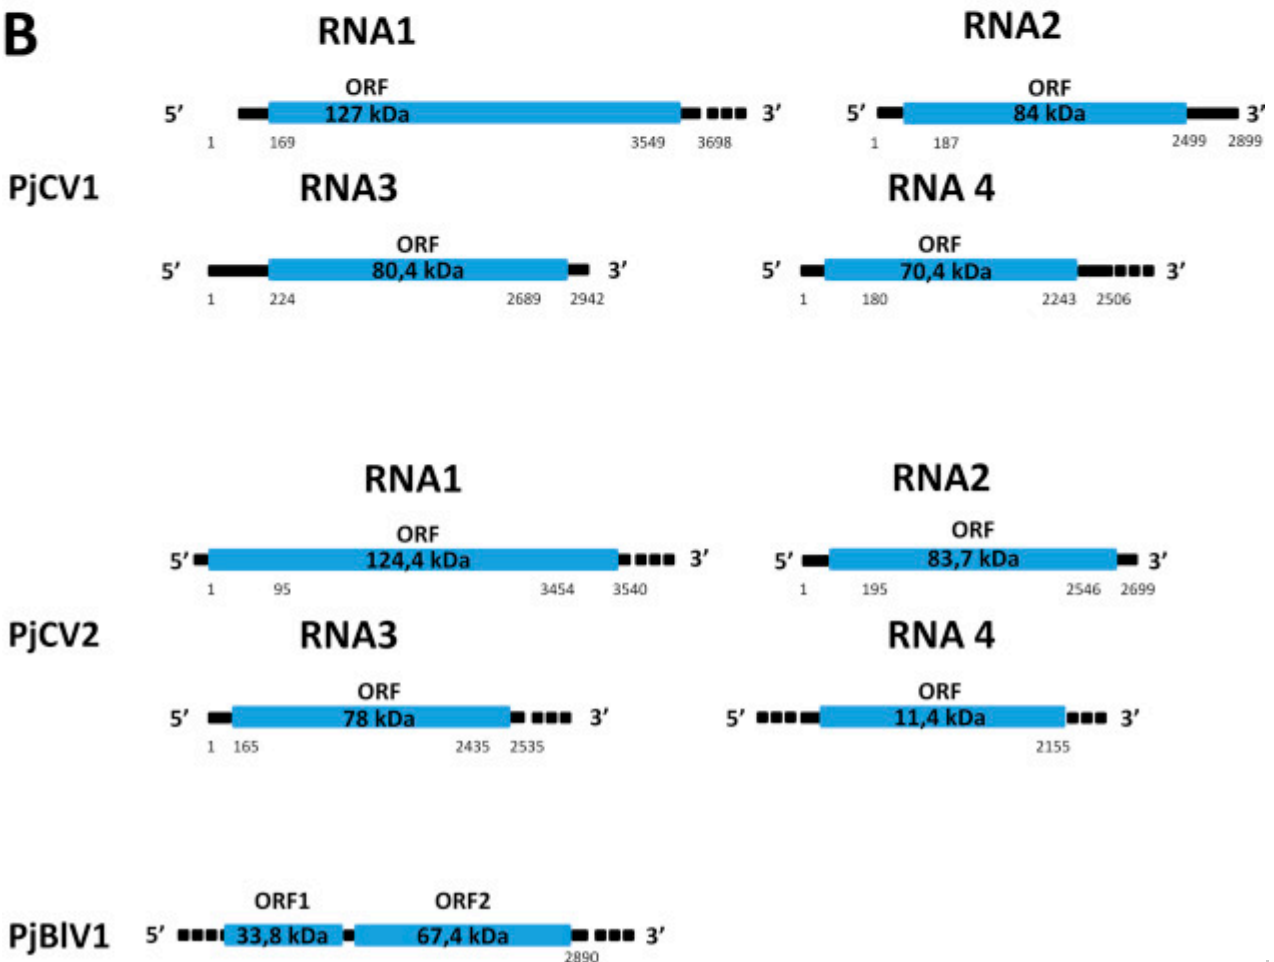 B
RNA1 RNA2
ORF ORF
5’ 127 kDa 3’ 5’ 84 kDa 3’
1 169 3549 3698 1 187 2499 2899
PjCV1 RNA3 RNA 4
ORF ORF
5’ 80,4 kDa 3’ 5’ 70,4 kDa 3’
1 224 2689 2942 1 180 2243 2506
RNA1 RNA2
ORF ORF
5’ 124,4 kDa 3’ 5’ 83,7 kDa 3’
1 95 3454 3540 1 195 2546 2699
PjCV2 RNA3 RNA 4
ORF ORF
5’ 78 kDa 3’ 5’ 11,4 kDa 3’
1 165 2435 2535 2155
ORF1 ORF2
PjBlV1 5’ 33,8 kDa 67,4 kDa 3’
2890